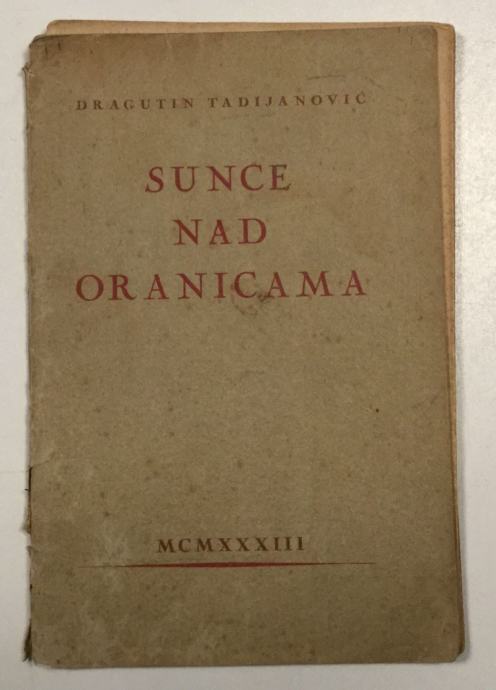 DRAGUTIN TADIJANOVIĆ
SUNCE
NAD
ORANICAMA
MCMXXXIII